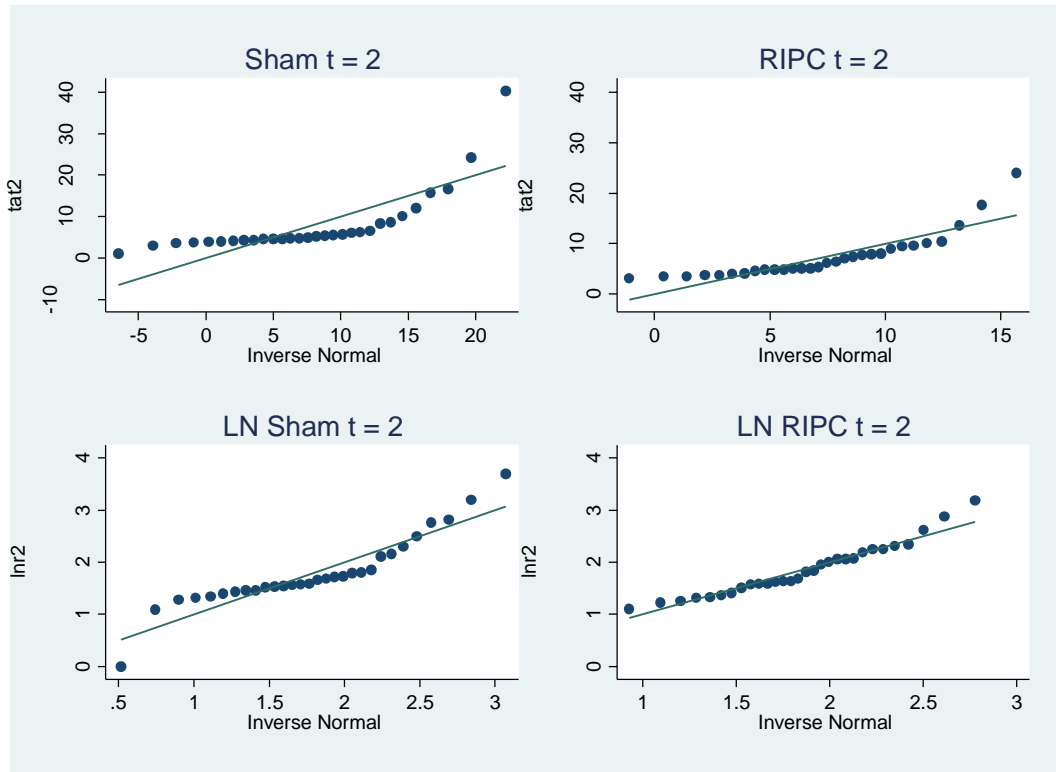 Sham t = 2
tat2
40
30
20
10
0
-10
-5 0 5 10 15 20
Inverse Normal
RIPC t = 2
tat2
40
30
20
10
0
0 5 10 15
Inverse Normal
LN Sham t = 2
lnr2
4
3
2
1
0
.5 1 1.5 2 2.5 3
Inverse Normal
LN RIPC t = 2
lnr2
4
3
2
1
0
1 1.5 2 2.5 3
Inverse Normal